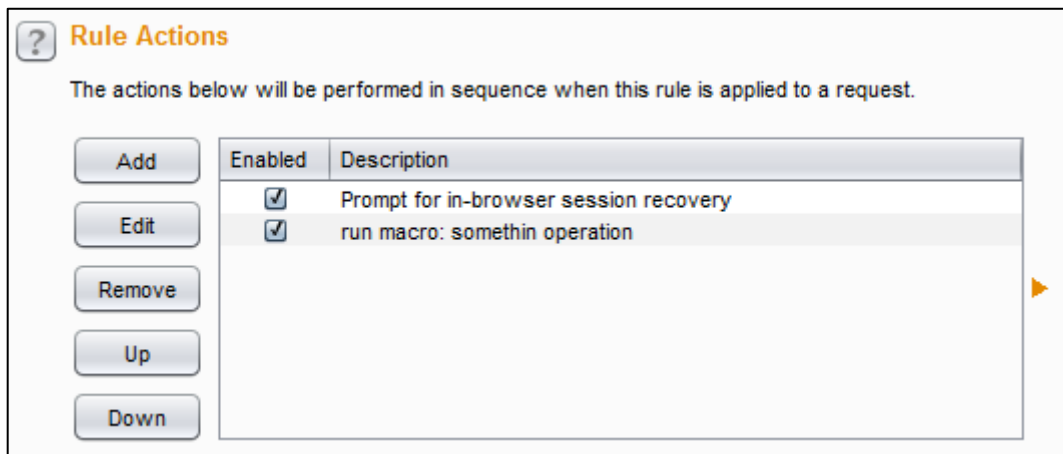 ?
Rule Actions
The actions below will be performed in sequence when this rule is applied to a request.
Add
Edit
Remove
Up
Down
Enabled Description
Prompt for in-browser session recovery
run macro: somethin operation